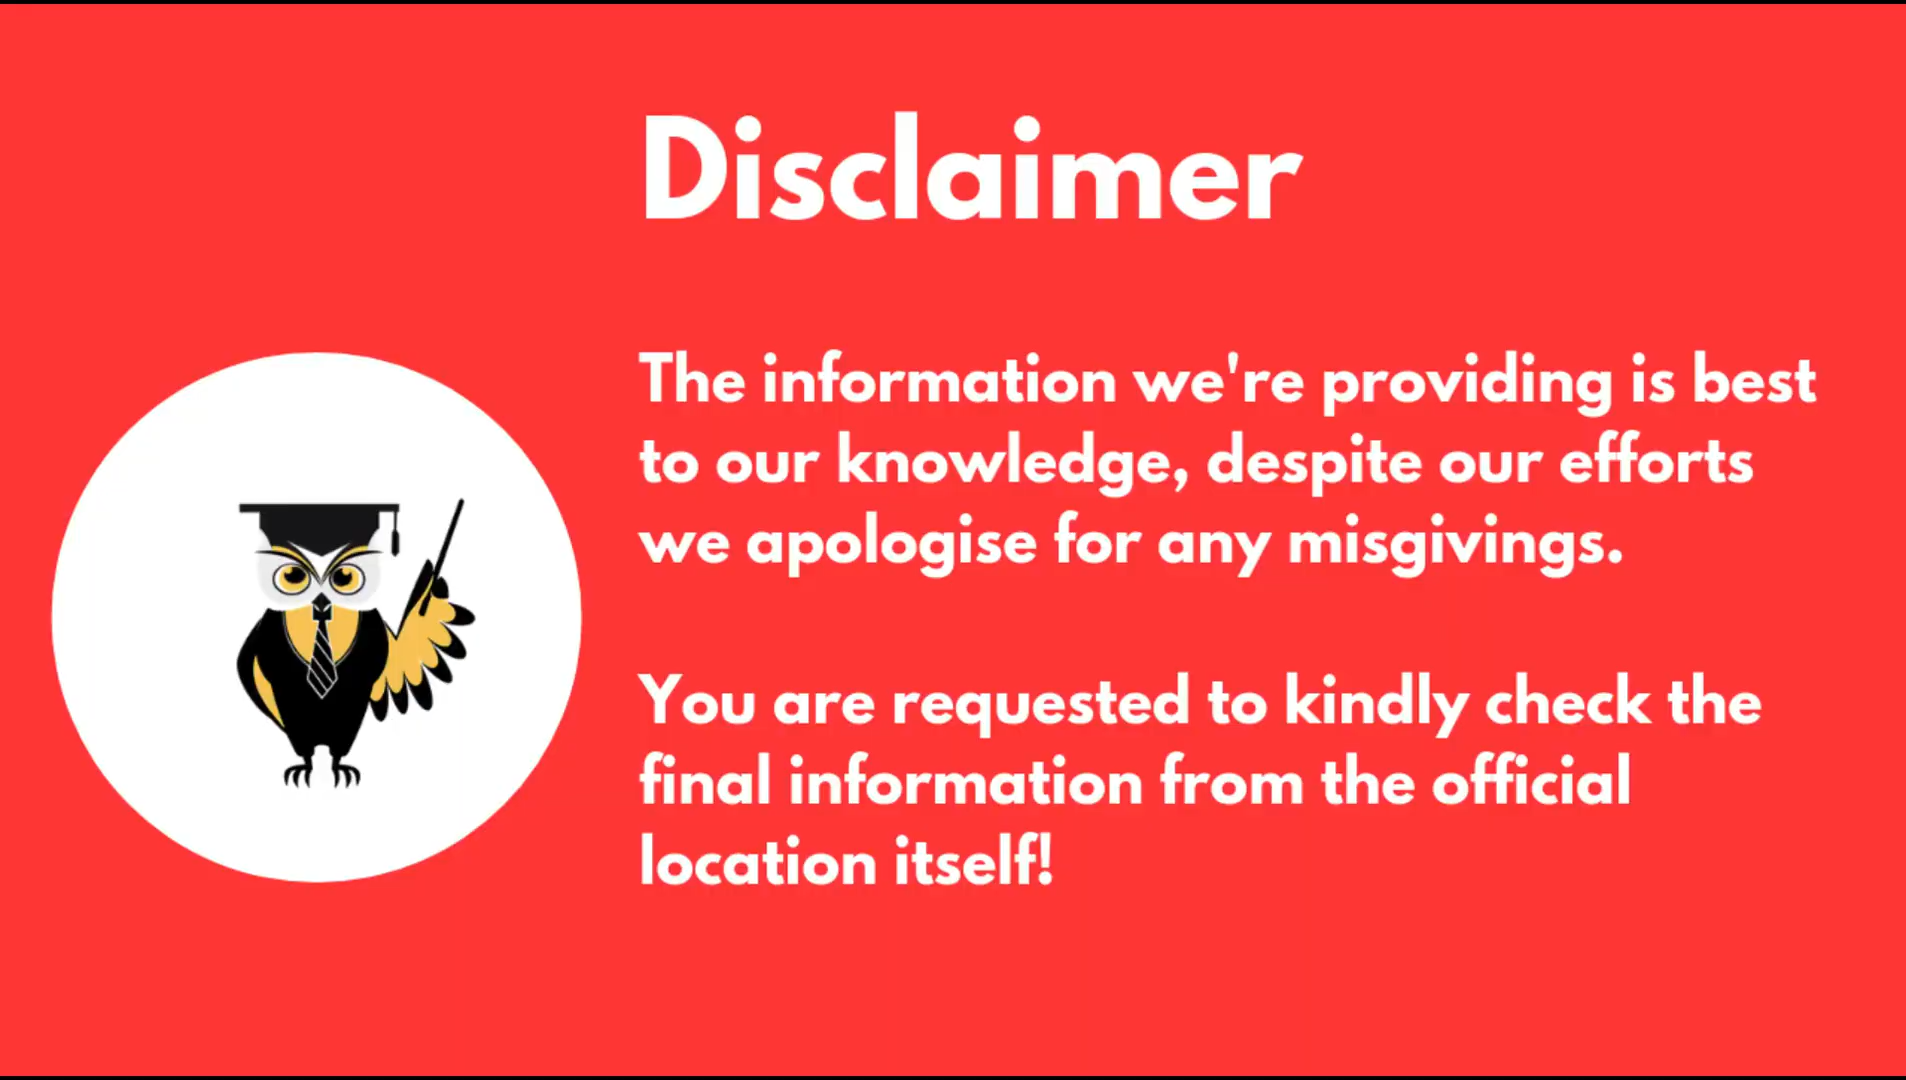 Disclaimer
The information we're providing is best
to our knowledge, despite our efforts
we apologise for any misgivings.
You are requested to kindly check the
final information from the official
location itself!